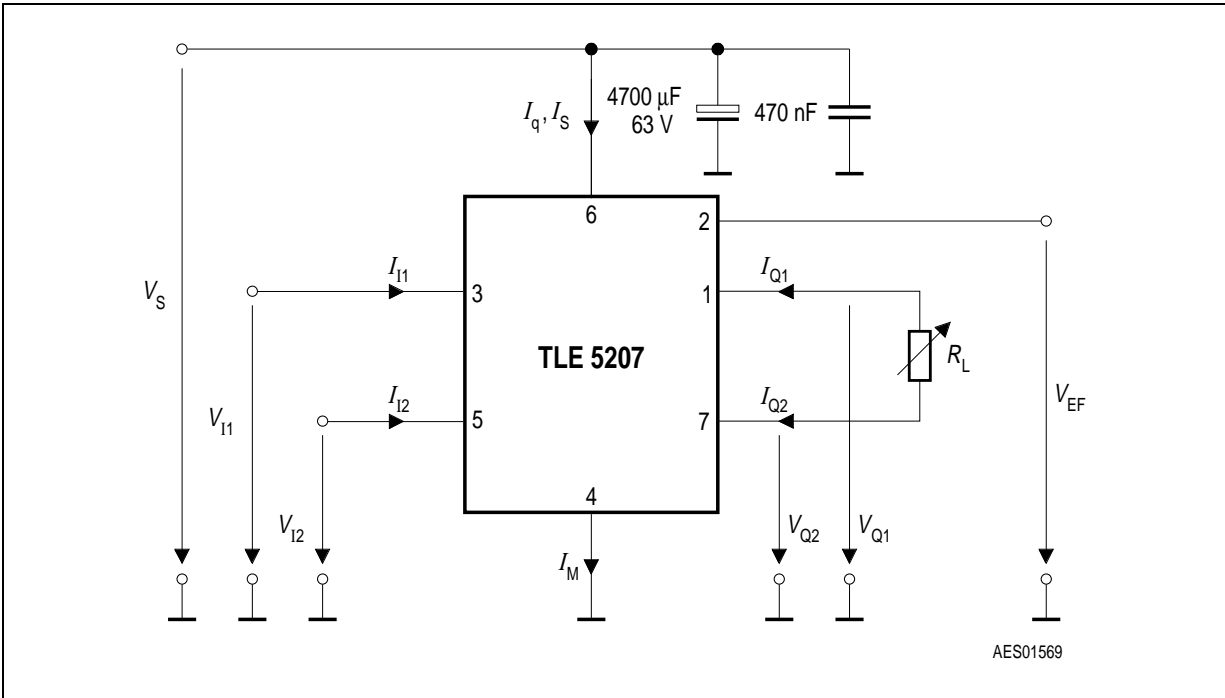 I_q, I_S
4700 µF
63 V
470 nF
6
2
I_I1
3
I_Q1
1
V_S
TLE 5207
R_L
I_I2
5
I_Q2
7
V_EF
V_I1
4
V_I2
V_Q2
V_Q1
I_M
AES01569